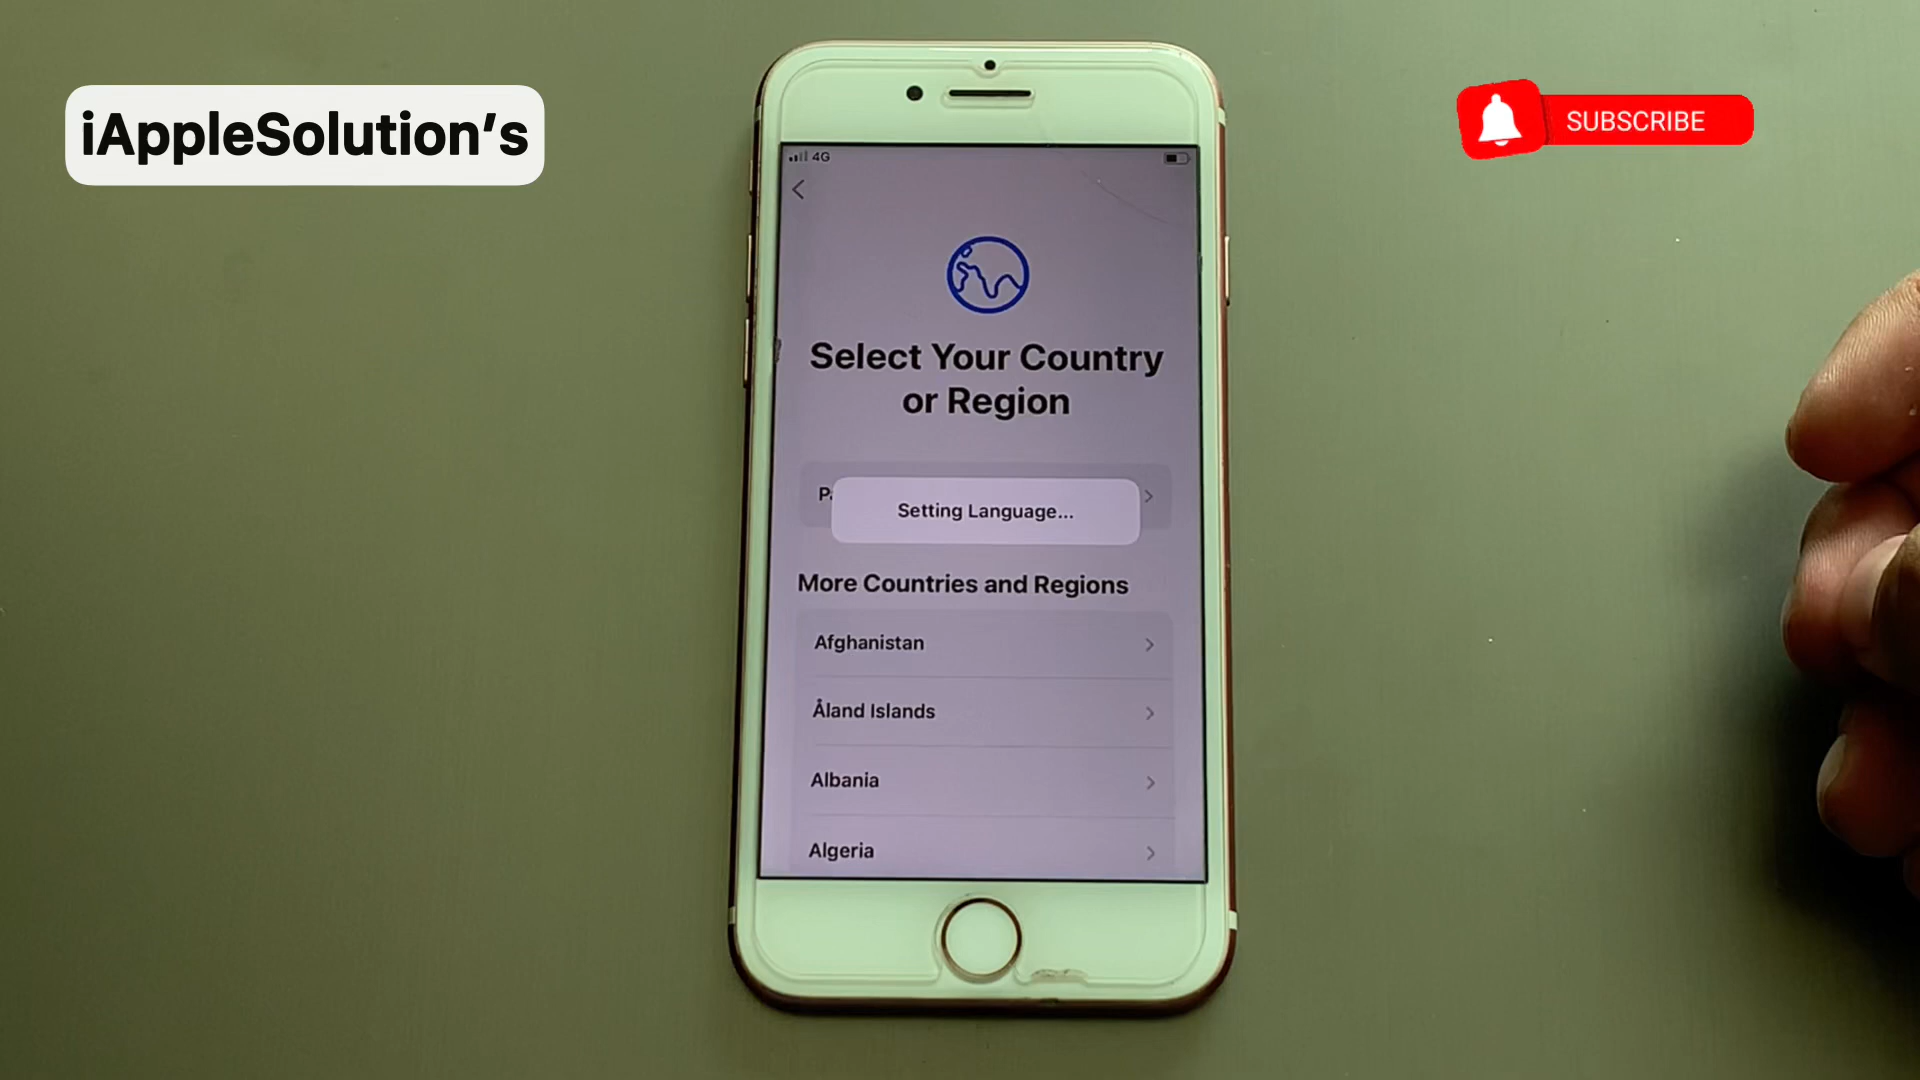 iAppleSolution’s
SUBSCRIBE
4G
Select Your Country
or Region
Setting Language...
More Countries and Regions
Afghanistan
Åland Islands
Albania
Algeria